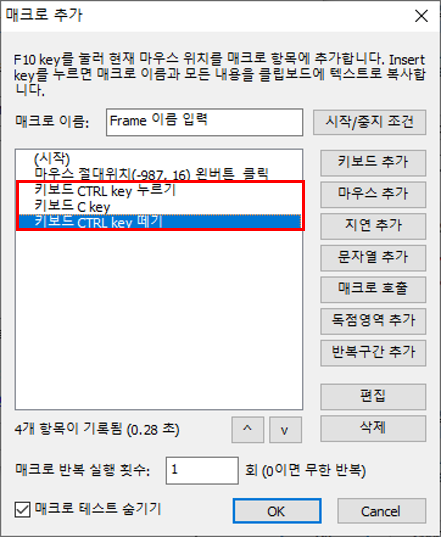 매크로 추가
F10 key를 눌러 현재 마우스 위치를 매크로 항목에 추가합니다. Insert
key를 누르면 매크로 이름과 모든 내용을 클립보드에 텍스트로 복사합
니다.
매크로 이름: Frame 이름 입력 시작/중지 조건
(시작)
마우스 절대위치(-987, 16) 왼버튼 클릭
키보드 CTRL key 누르기
키보드 C key
키보드 CTRL key 떼기
키보드 추가
마우스 추가
지연 추가
문자열 추가
매크로 호출
독점영역 추가
반복구간 추가
편집
삭제
4개 항목이 기록됨 (0.28 초) ^ v
매크로 반복 실행 횟수: 1 회 (0이면 무한 반복)
매크로 테스트 숨기기 OK Cancel